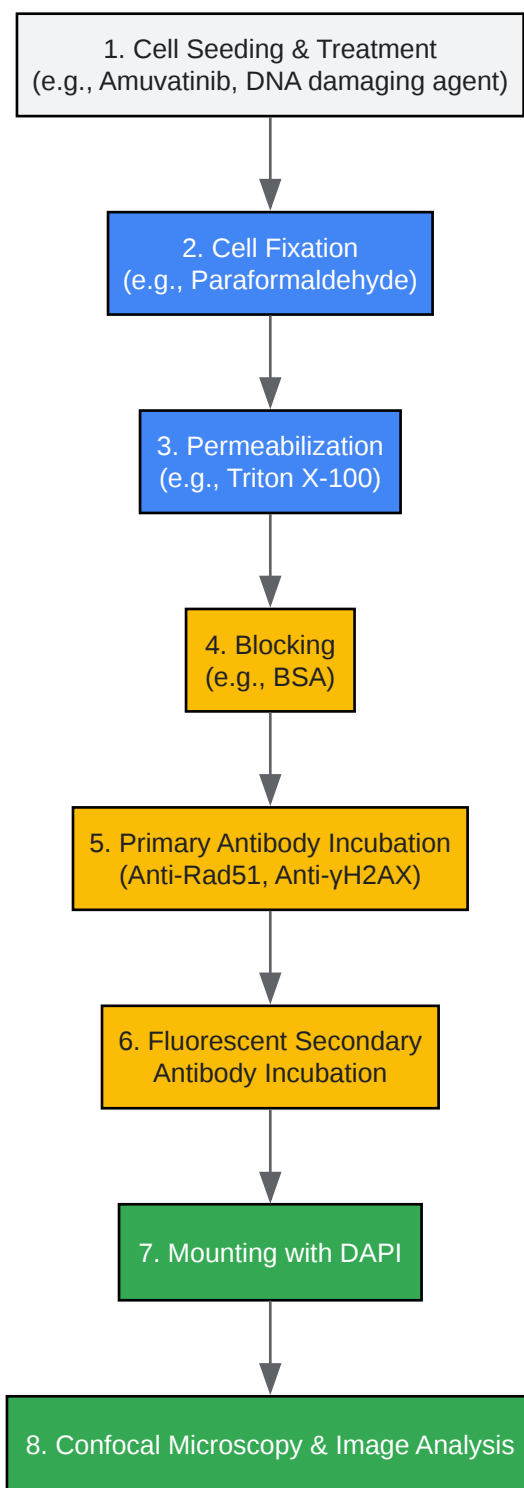 1. Cell Seeding & Treatment
(e.g., Amuvatinib, DNA damaging agent)
2. Cell Fixation
(e.g., Paraformaldehyde)
3. Permeabilization
(e.g., Triton X-100)
4. Blocking
(e.g., BSA)
5. Primary Antibody Incubation
(Anti-Rad51, Anti-γH2AX)
6. Fluorescent Secondary
Antibody Incubation
7. Mounting with DAPI
8. Confocal Microscopy & Image Analysis